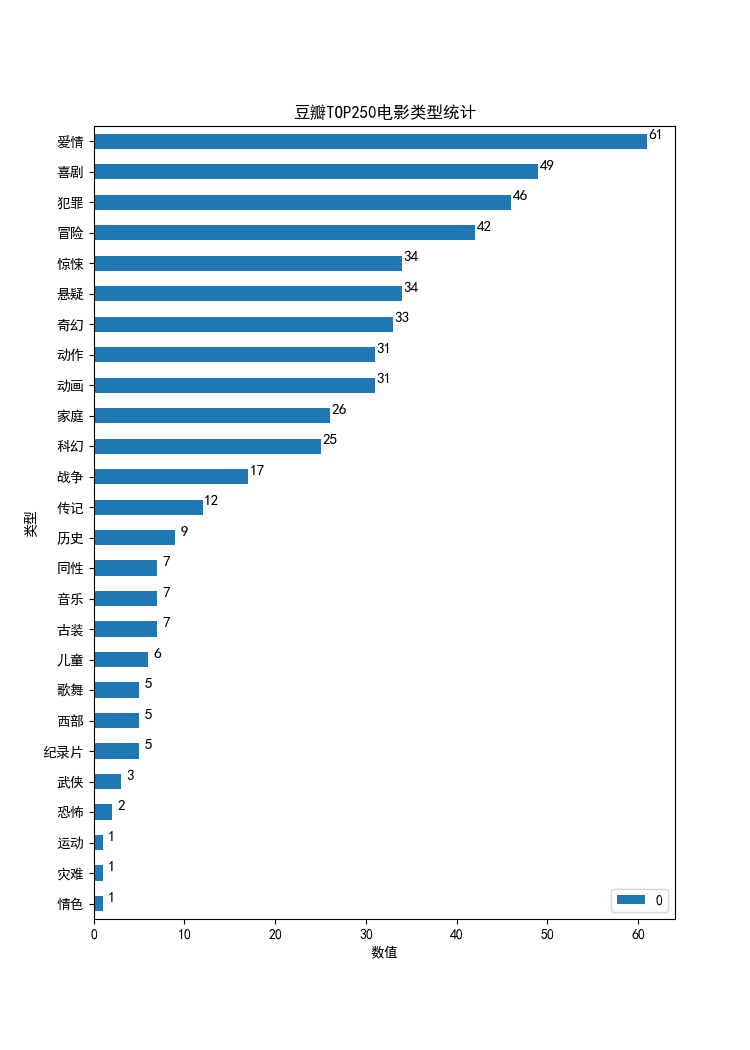 豆瓣TOP250电影类型统计
爱情 61
喜剧 49
犯罪 46
冒险 42
惊悚 34
悬疑 34
奇幻 33
动作 31
动画 31
家庭 26
科幻 25
战争 17
传记 12
历史 9
同性 7
音乐 7
古装 7
儿童 6
歌舞 5
西部 5
纪录片 5
武侠 3
恐怖 2
运动 1
灾难 1
情色 1
类型
0
0 10 20 30 40 50 60
数值